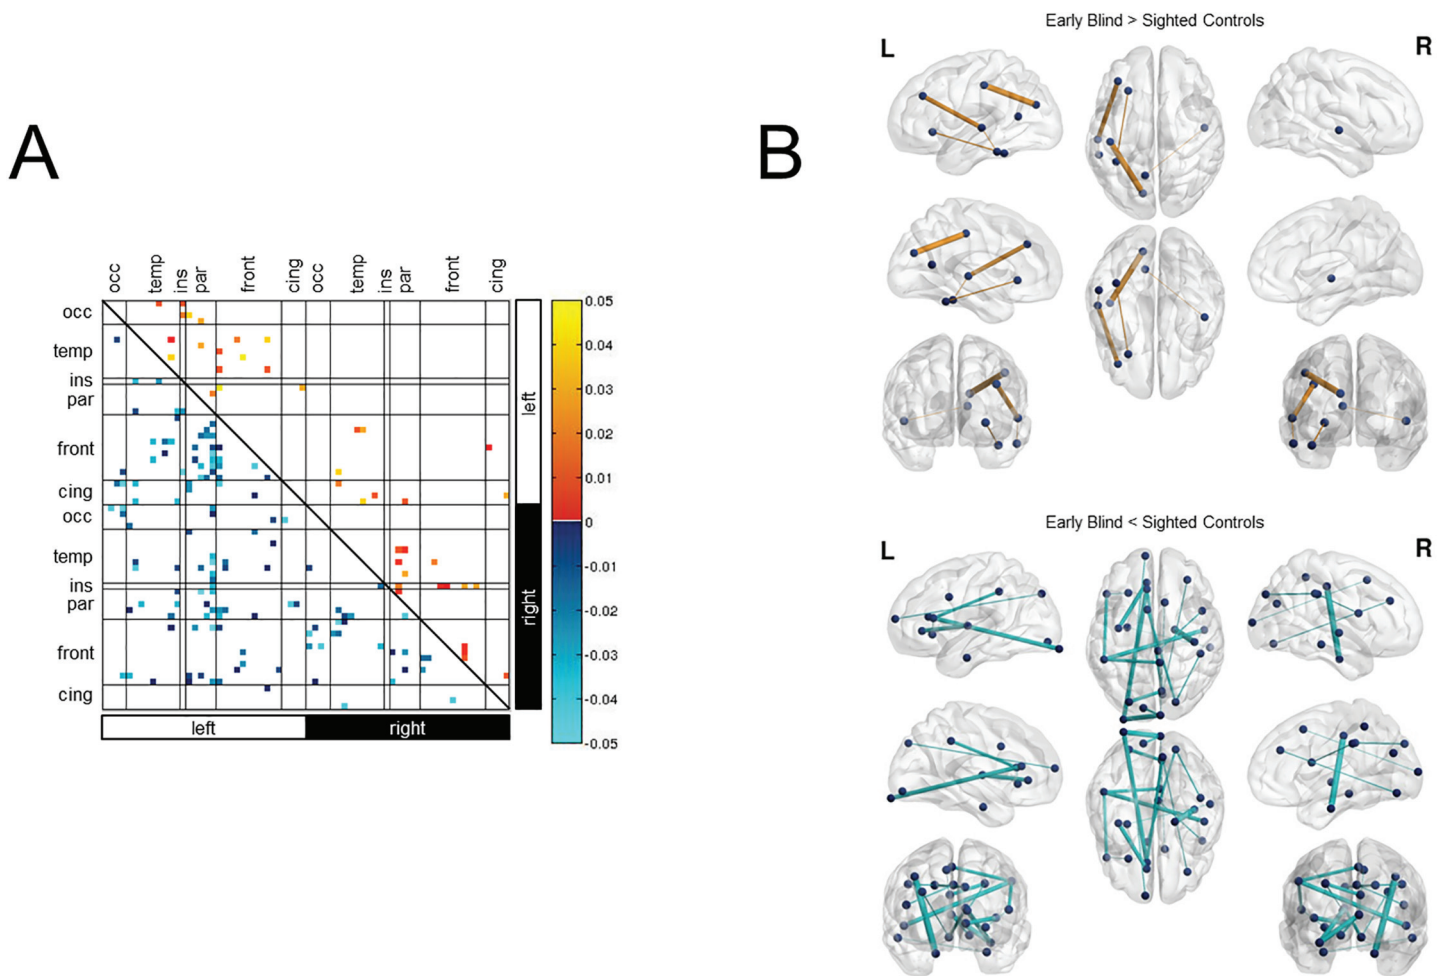 A
B
Early Blind > Sighted Controls
L
R
occ
temp
ins
par
front
cing
occ
temp
ins
par
front
cing
occ
temp
ins
par
front
cing
occ
temp
ins
par
front
cing
left
right
left
right
0.05
0.04
0.03
0.02
0.01
0
-0.01
-0.02
-0.03
-0.04
-0.05
Early Blind < Sighted Controls
L
R